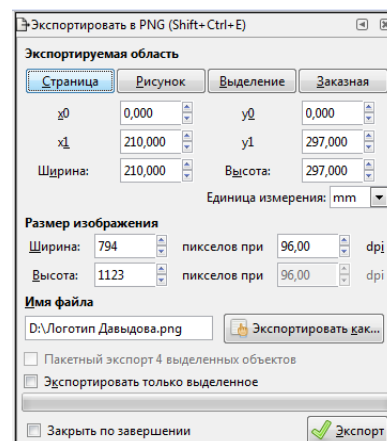 Экспортировать в PNG (Shift+Ctrl+E)
Экспортируемая область
Страница Рисунок Выделение Заказная
x0 0,000 y0 0,000
x1 210,000 y1 297,000
Ширина: 210,000 Высота: 297,000
Единица измерения: mm
Размер изображения
Ширина: 794 пикселов при 96,00 dpi
Высота: 1123 пикселов при 96,00 dpi
Имя файла
D:\Логотип Давыдова.png Экспортировать как...
Пакетный экспорт 4 выделенных объектов
Экспортировать только выделенное
Закрыть по завершении Экспорт